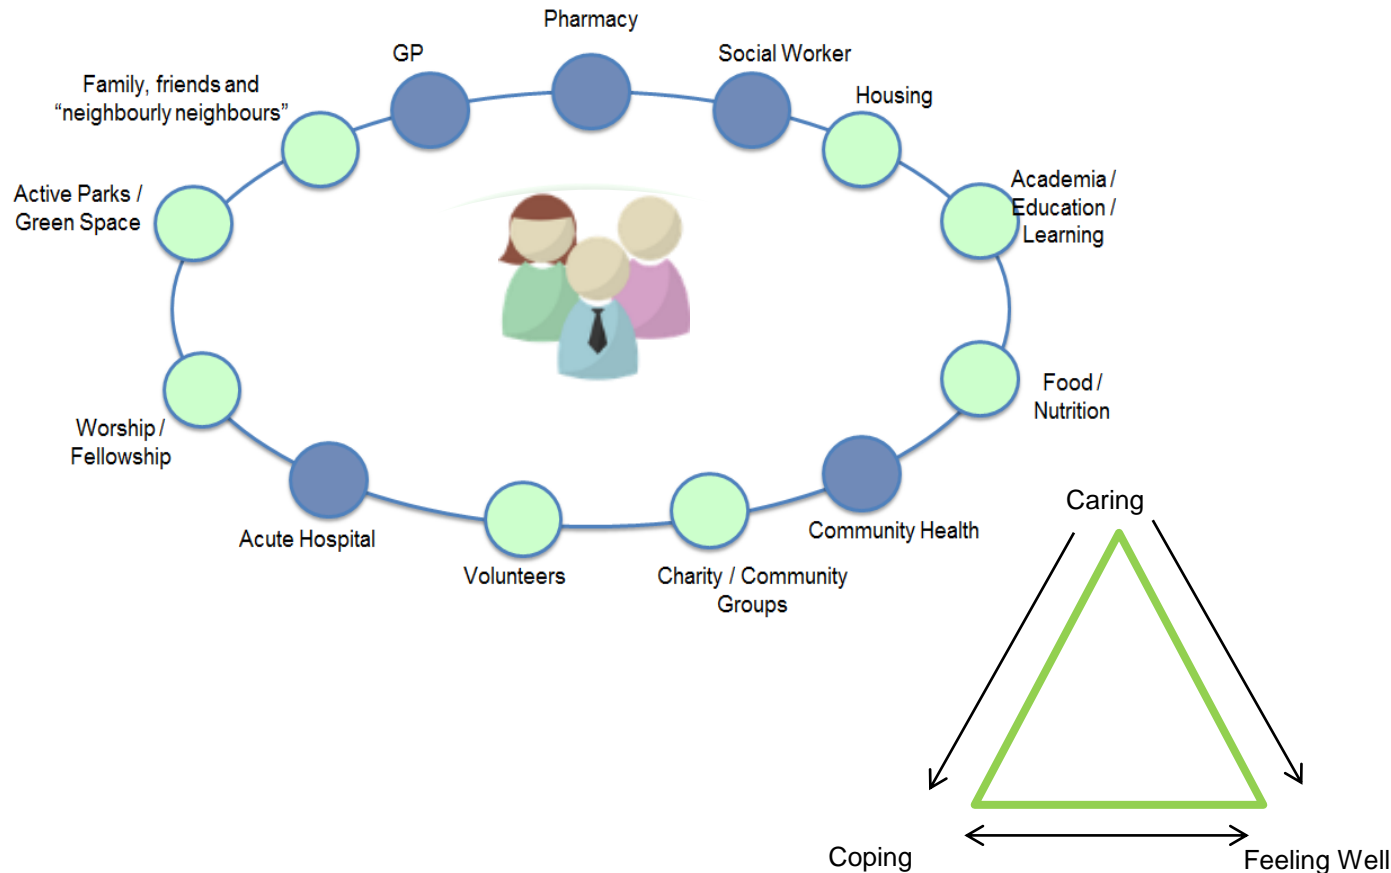 Pharmacy
GP
Social Worker
Family, friends and
“neighbourly neighbours”
Housing
Active Parks /
Green Space
Academia /
Education /
Learning
Food /
Nutrition
Worship /
Fellowship
Acute Hospital
Volunteers
Charity / Community
Groups
Community Health
Caring
Coping
Feeling Well